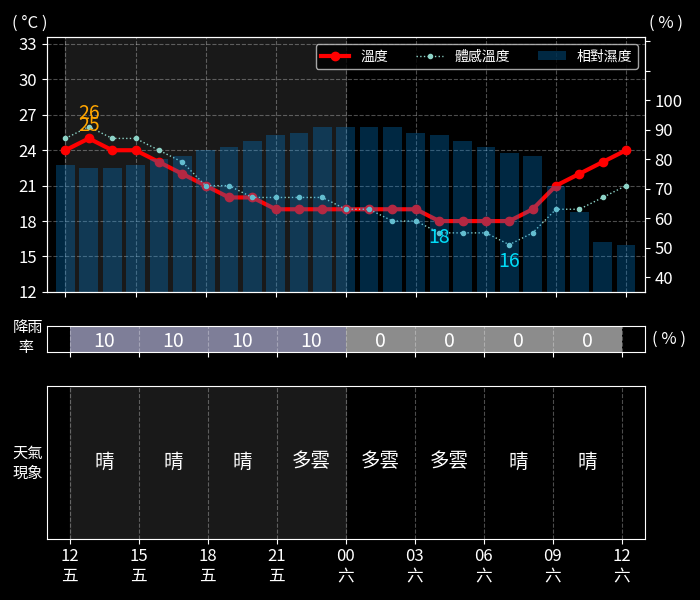 ( °C ) ( % )
溫度 體感溫度 相對濕度
33
30
27
24
21
18
15
12
100
90
80
70
60
50
40
26
25
18
16
降雨
率
10 10 10 10 0 0 0 0 ( % )
天氣
現象
晴 晴 晴 多雲 多雲 多雲 晴 晴
12 15 18 21 00 03 06 09 12
五 五 五 五 六 六 六 六 六